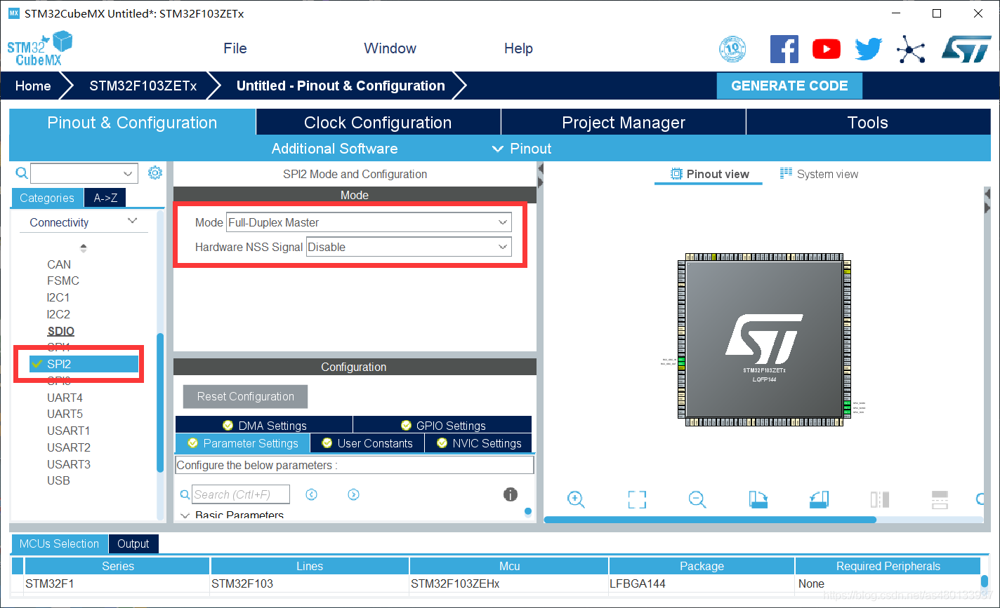 STM32CubeMX Untitled*: STM32F103ZETx
STM32
CubeMX
File
Window
Help
10
Home
STM32F103ZETx
Untitled - Pinout & Configuration
GENERATE CODE
Pinout & Configuration
Clock Configuration
Project Manager
Tools
Additional Software
Pinout
Categories
A->Z
Connectivity
CAN
FSMC
I2C1
I2C2
SDIO
SPI1
SPI2
SPI3
UART4
UART5
USART1
USART2
USART3
USB
SPI2 Mode and Configuration
Mode
Mode Full-Duplex Master
Hardware NSS Signal Disable
Configuration
Reset Configuration
DMA Settings
GPIO Settings
Parameter Settings
User Constants
NVIC Settings
Configure the below parameters :
Search (Crtl+F)
Basic Parameters
Pinout view
System view
STM32F103ZETx
LQFP144
MCUs Selection
Output
Series Lines Mcu Package Required Peripherals
STM32F1 STM32F103 STM32F103ZEHx LFBGA144 None
https://blog.csdn.net/as480133937